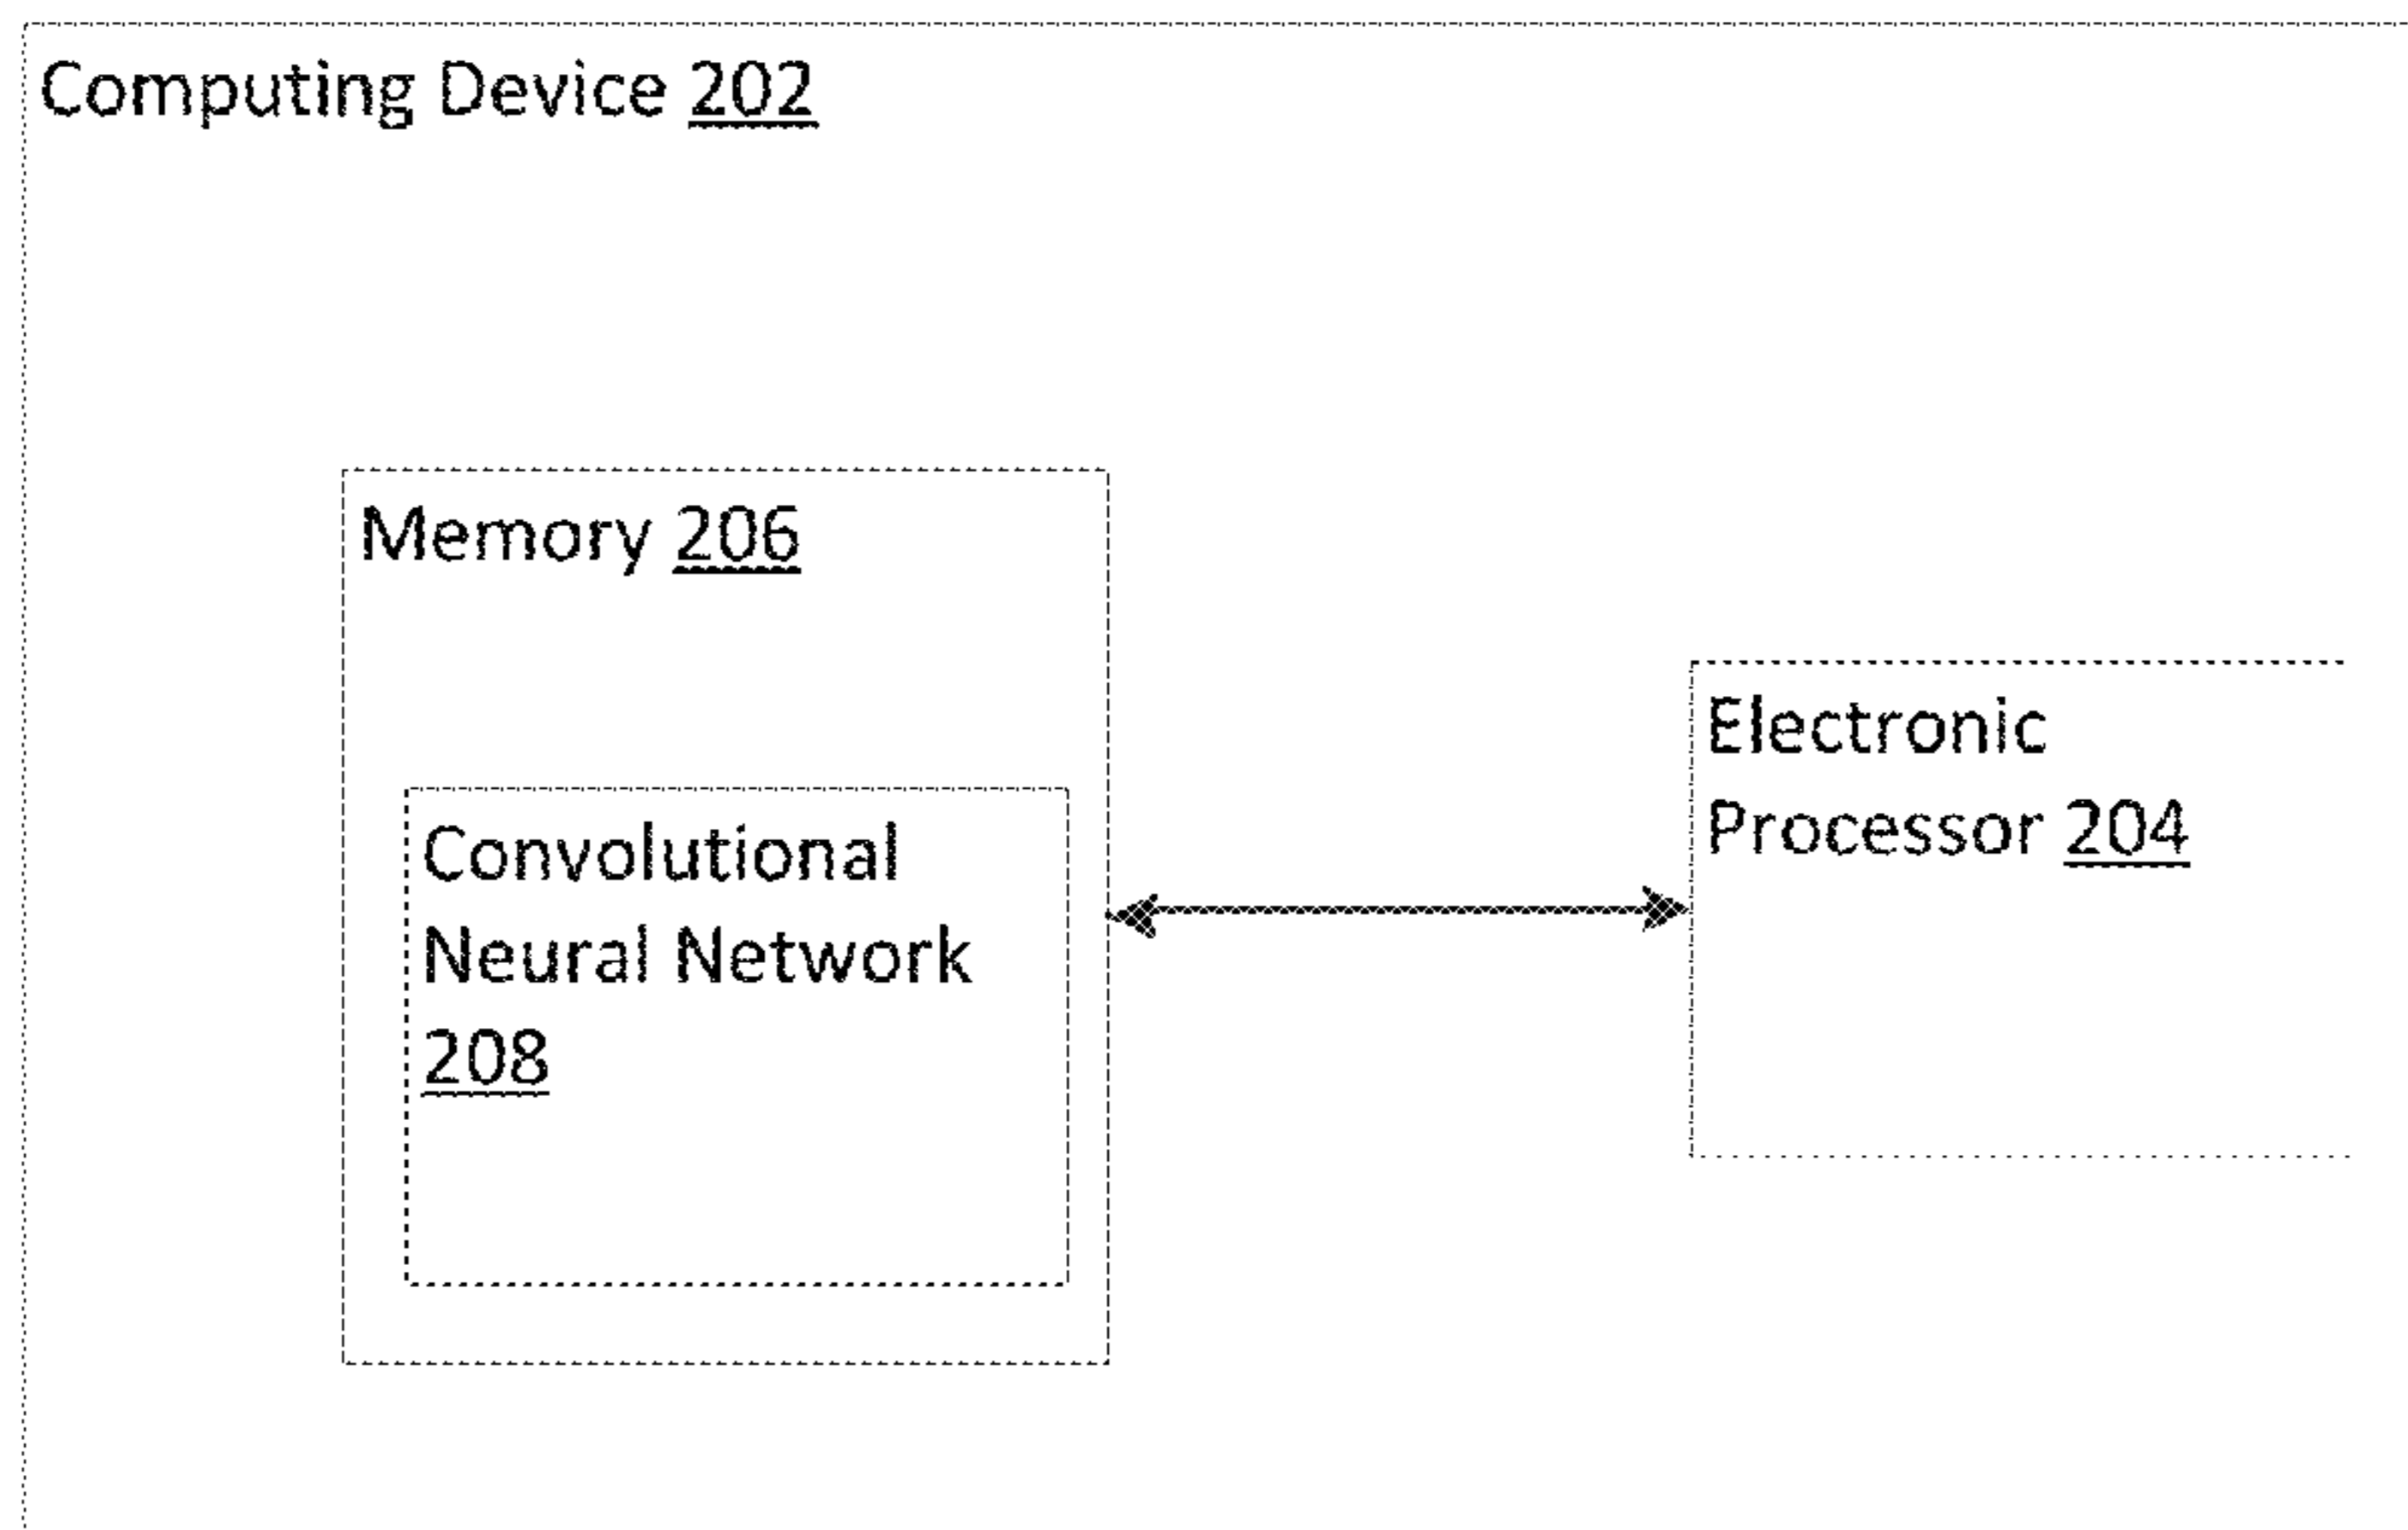 Computing Device 202
Memory 206
Convolutional
Neural Network
208
Electronic
Processor 204